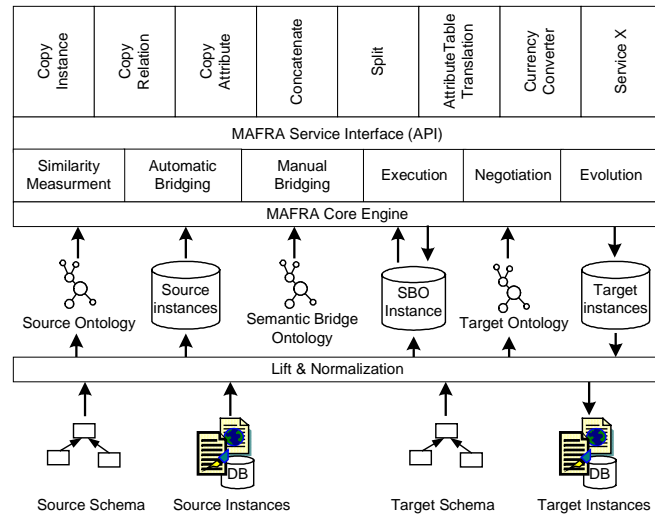 Copy
Instance
Copy
Relation
Copy
Attribute
Concatenate
Split
AttributeTable
Translation
Currency
Converter
Service X
MAFRA Service Interface (API)
Similarity
Measurment
Automatic
Bridging
Manual
Bridging
Execution
Negotiation
Evolution
MAFRA Core Engine
Source Ontology
Source
instances
Semantic Bridge
Ontology
SBO
Instance
Target Ontology
Target
instances
Lift & Normalization
DB
DB
Source Schema
Source Instances
Target Schema
Target Instances